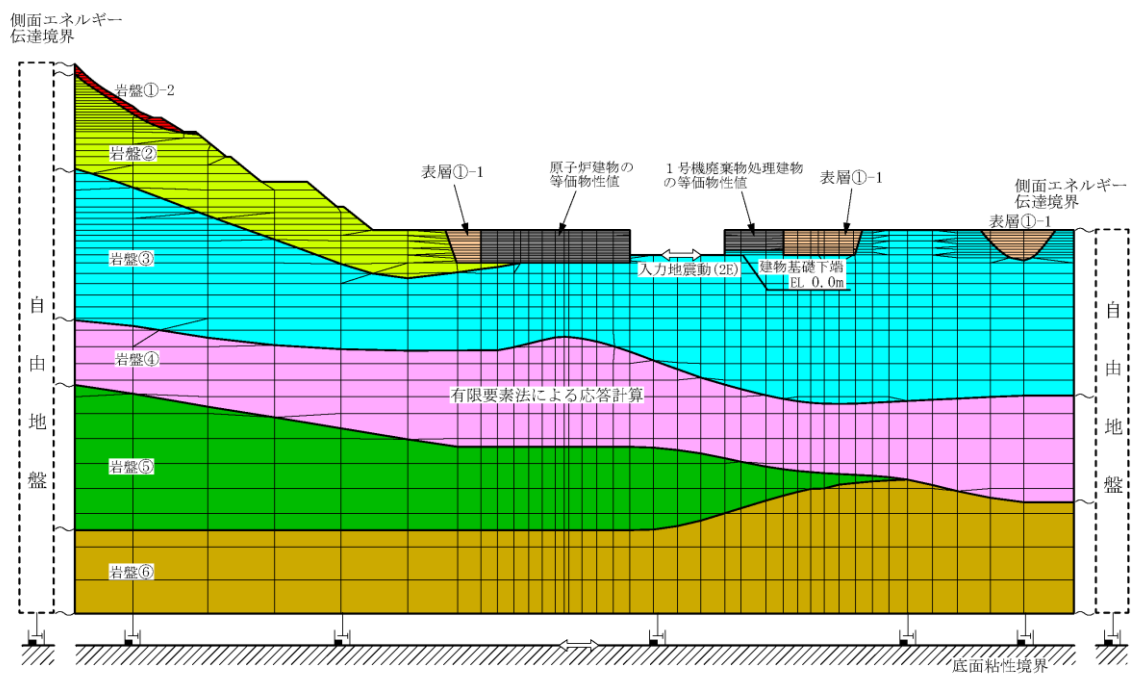 側面エネルギー
伝達境界
岩盤①-2
岩盤②
表層①-1
原子炉建物の
等価物性値
1号機廃棄物処理建物
の等価物性値
表層①-1
側面エネルギー
伝達境界
表層①-1
岩盤③
入力地震動(2E)
建物基礎下端
EL 0.0m
自由地盤
自由地盤
岩盤④
有限要素法による応答計算
岩盤⑤
岩盤⑥
底面粘性境界